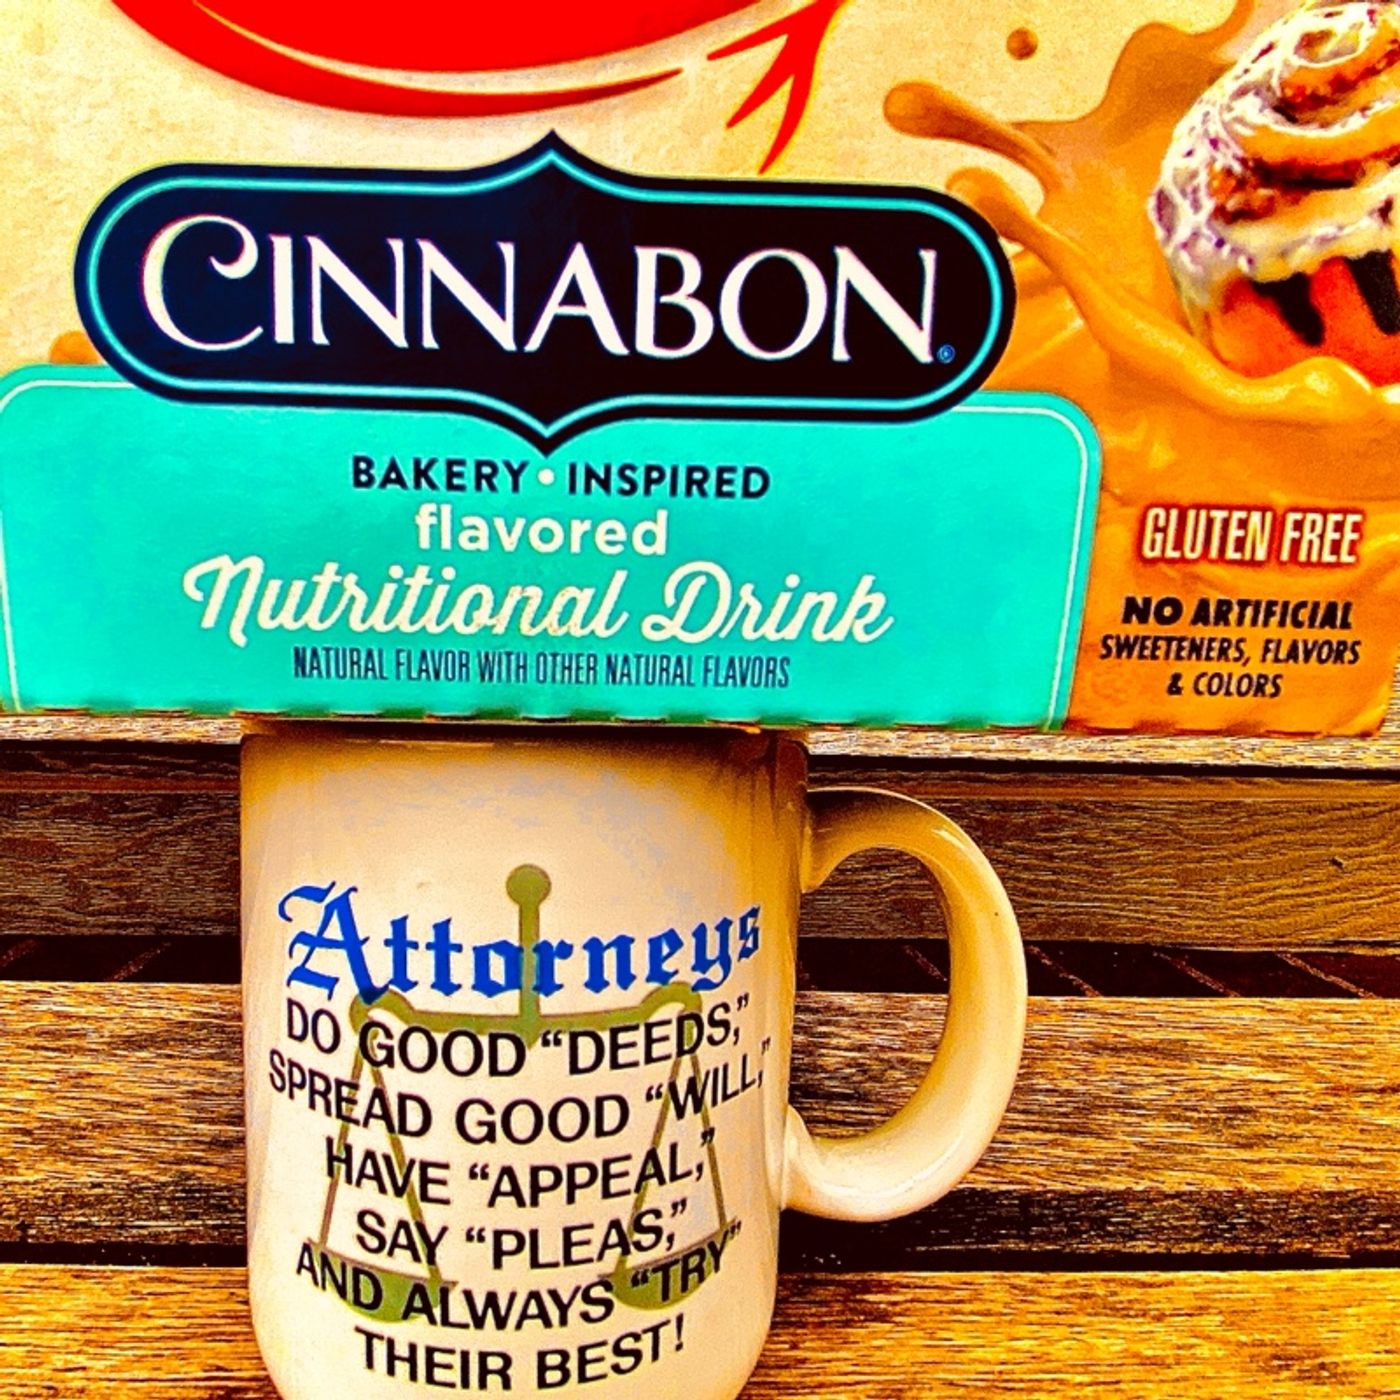 CINNABON®
BAKERY • INSPIRED
flavored
Nutritional Drink
NATURAL FLAVOR WITH OTHER NATURAL FLAVORS
GLUTEN FREE
NO ARTIFICIAL
SWEETENERS, FLAVORS
& COLORS
Attorneys
DO GOOD “DEEDS,”
SPREAD GOOD “WILL,”
HAVE “APPEAL,”
SAY “PLEAS,”
AND ALWAYS “TRY”
THEIR BEST!